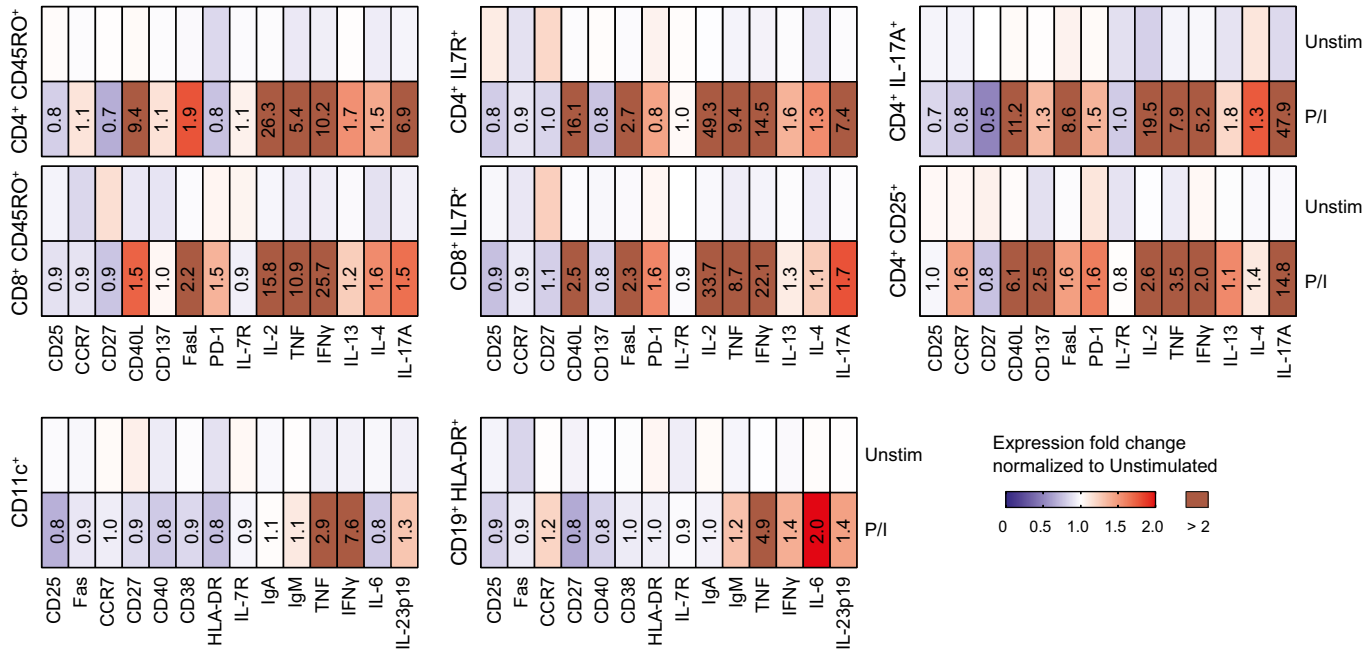 CD4+ CD45RO+
0.8 1.1 0.7 9.4 1.1 1.9 0.8 1.1 26.3 5.4 10.2 1.7 1.5 6.9
CD4+ IL7R+
0.8 0.9 1.0 16.1 0.8 2.7 0.8 1.0 49.3 9.4 14.5 1.6 1.3 7.4
CD4+ IL-17A+
Unstim
0.7 0.8 0.5 11.2 1.3 8.6 1.5 1.0 19.5 7.9 5.2 1.8 1.3 47.9
P/I
CD8+ CD45RO+
0.9 0.9 0.9 1.5 1.0 2.2 1.5 0.9 15.8 10.9 25.7 1.2 1.6 1.5
CD25 CCR7 CD27 CD40L CD137 FasL PD-1 IL-7R IL-2 TNF IFNγ IL-13 IL-4 IL-17A
CD8+ IL7R+
0.9 0.9 1.1 2.5 0.8 2.3 1.6 0.9 33.7 8.7 22.1 1.3 1.1 1.7
CD25 CCR7 CD27 CD40L CD137 FasL PD-1 IL-7R IL-2 TNF IFNγ IL-13 IL-4 IL-17A
CD4+ CD25+
Unstim
1.0 1.6 0.8 6.1 2.5 1.6 1.6 0.8 2.6 3.5 2.0 1.1 1.4 14.8
P/I
CD25 CCR7 CD27 CD40L CD137 FasL PD-1 IL-7R IL-2 TNF IFNγ IL-13 IL-4 IL-17A
CD11c+
0.8 0.9 1.0 0.9 0.8 0.9 0.8 0.9 1.1 1.1 2.9 7.6 0.8 1.3
CD25 Fas CCR7 CD27 CD40 CD38 HLA-DR IL-7R IgA IgM TNF IFNγ IL-6 IL-23p19
CD19+ HLA-DR+
Unstim
0.9 0.9 1.2 0.8 0.8 1.0 1.0 0.9 1.0 1.2 4.9 1.4 2.0 1.4
P/I
CD25 Fas CCR7 CD27 CD40 CD38 HLA-DR IL-7R IgA IgM TNF IFNγ IL-6 IL-23p19
Expression fold change
normalized to Unstimulated
0 0.5 1.0 1.5 2.0 > 2